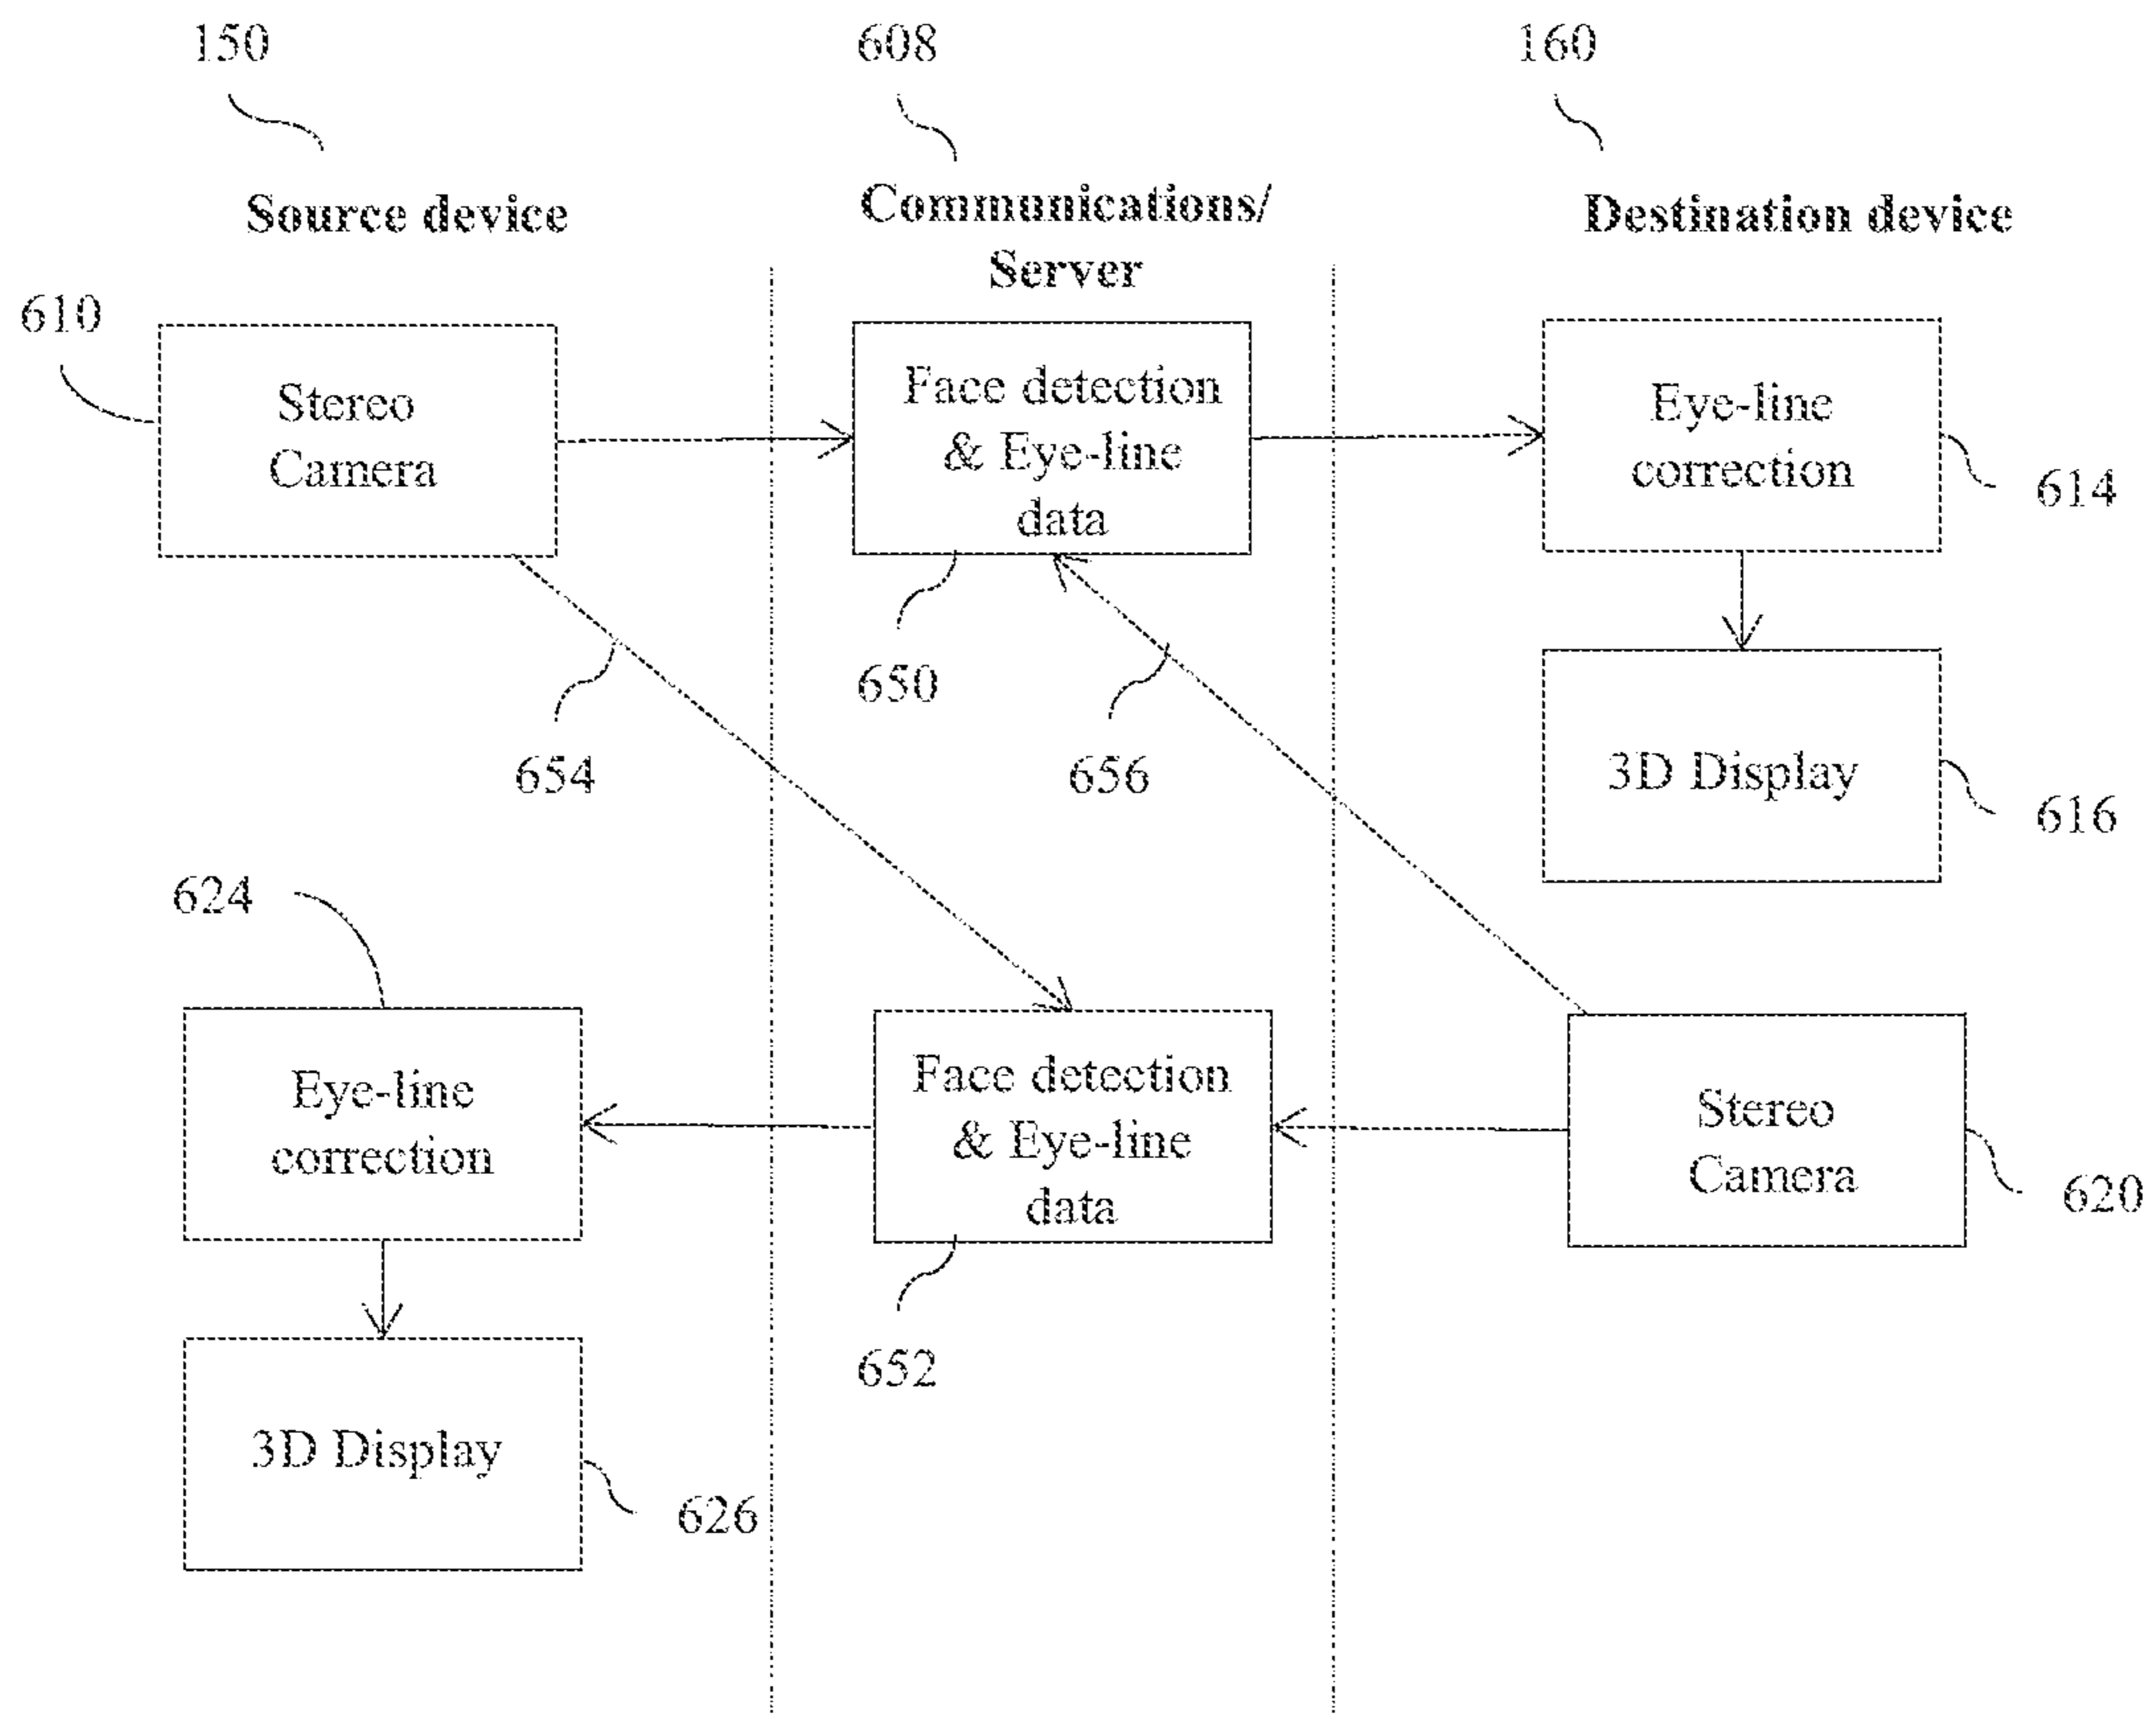 150
608
160
Source device
Communications/
Server
Destination device
610
Stereo
Camera
Face detection
& Eye-line
data
Eye-line
correction
614
650
654
656
3D Display
616
624
Eye-line
correction
Face detection
& Eye-line
data
Stereo
Camera
620
652
3D Display
626